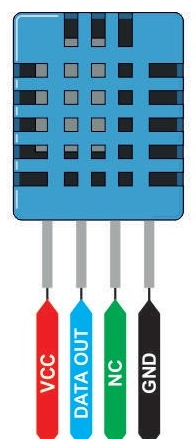 VCC
DATA OUT
NC
GND